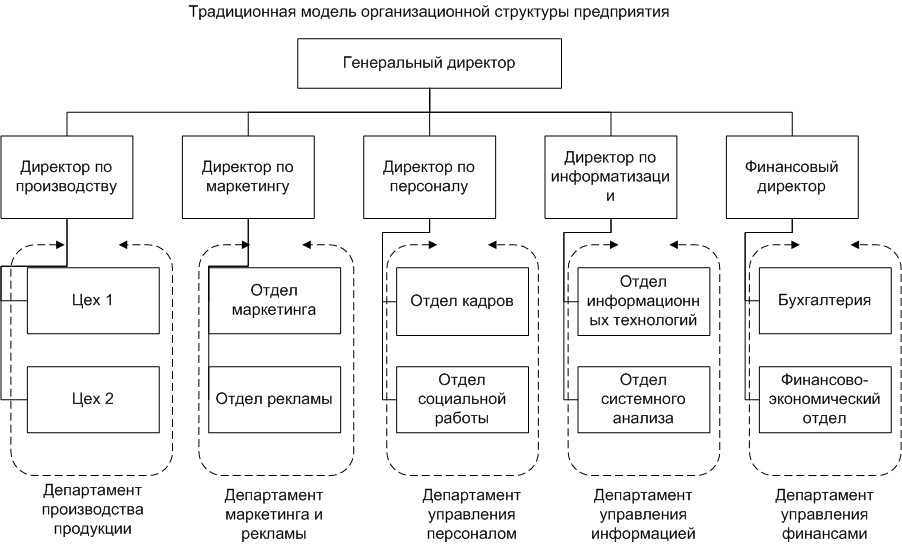 Традиционная модель организационной структуры предприятия
Генеральный директор
Директор по
производству
Директор по
маркетингу
Директор по
персоналу
Директор по
информатизаци
и
Финансовый
директор
Цех 1
Отдел
маркетинга
Отдел кадров
Отдел
информационн
ых технологий
Бухгалтерия
Цех 2
Отдел рекламы
Отдел
социальной
работы
Отдел
системного
анализа
Финансово-
экономический
отдел
Департамент
производства
продукции
Департамент
маркетинга и
рекламы
Департамент
управления
персоналом
Департамент
управления
информацией
Департамент
управления
финансами